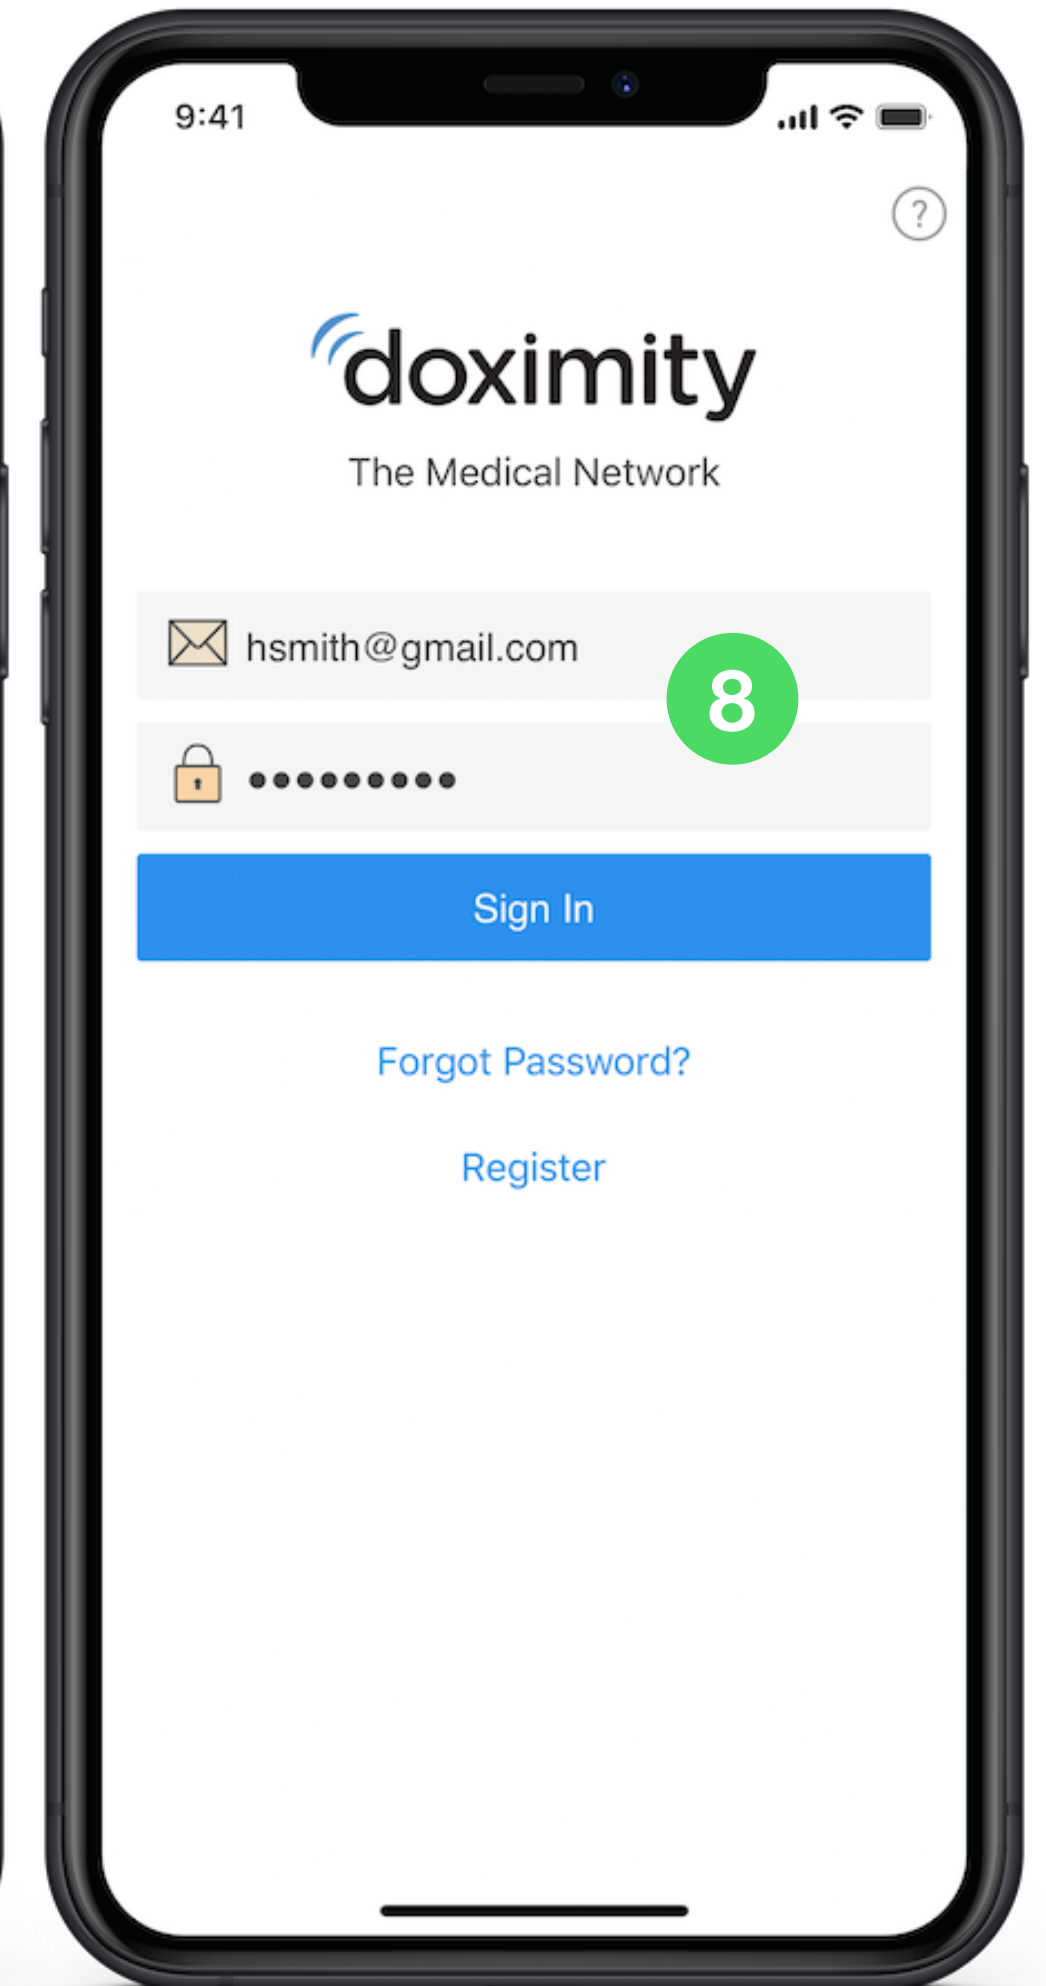 9:41
?
doximity
The Medical Network
hsmith@gmail.com
8
•••••••••
Sign In
Forgot Password?
Register